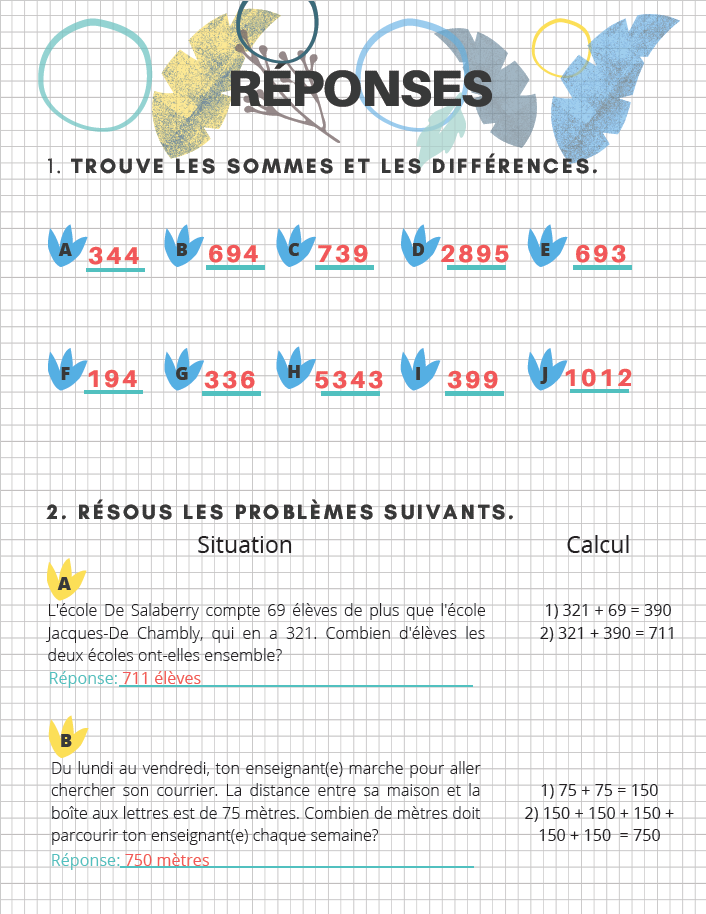 RÉPONSES
1. TROUVE LES SOMMES ET LES DIFFÉRENCES.
A 344 B 694 C 739 D 2895 E 693
F 194 G 336 H 5343 I 399 J 1012
2. RÉSOUS LES PROBLÈMES SUIVANTS.
Situation Calcul
A
L'école De Salaberry compte 69 élèves de plus que l'école
Jacques-De Chambly, qui en a 321. Combien d'élèves les
deux écoles ont-elles ensemble?
Réponse: 711 élèves
1) 321 + 69 = 390
2) 321 + 390 = 711
B
Du lundi au vendredi, ton enseignant(e) marche pour aller
chercher son courrier. La distance entre sa maison et la
boîte aux lettres est de 75 mètres. Combien de mètres doit
parcourir ton enseignant(e) chaque semaine?
Réponse: 750 mètres
1) 75 + 75 = 150
2) 150 + 150 + 150 +
150 + 150 = 750